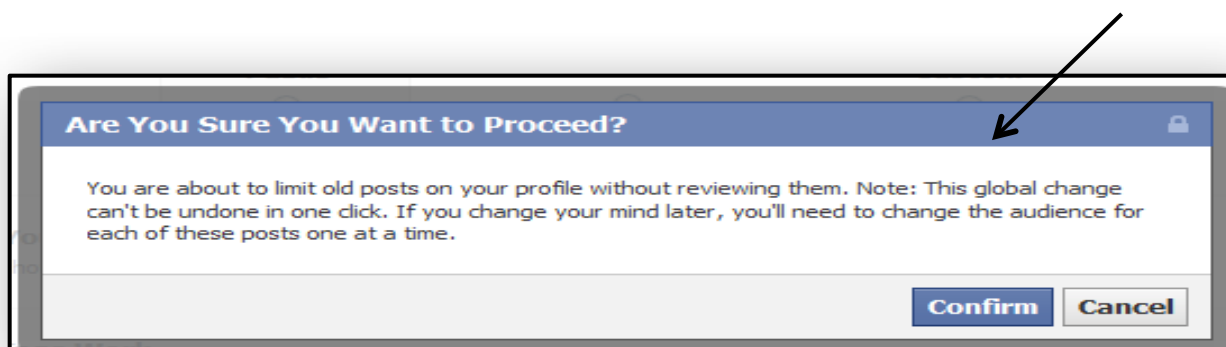 Are You Sure You Want to Proceed?
You are about to limit old posts on your profile without reviewing them. Note: This global change
can't be undone in one click. If you change your mind later, you'll need to change the audience for
each of these posts one at a time.
Confirm Cancel